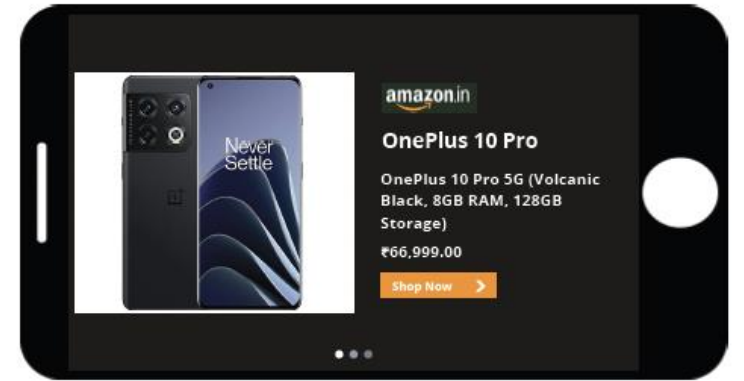 Never
Settle
amazon.in
OnePlus 10 Pro
OnePlus 10 Pro 5G (Volcanic
Black, 8GB RAM, 128GB
Storage)
₹66,999.00
Shop Now